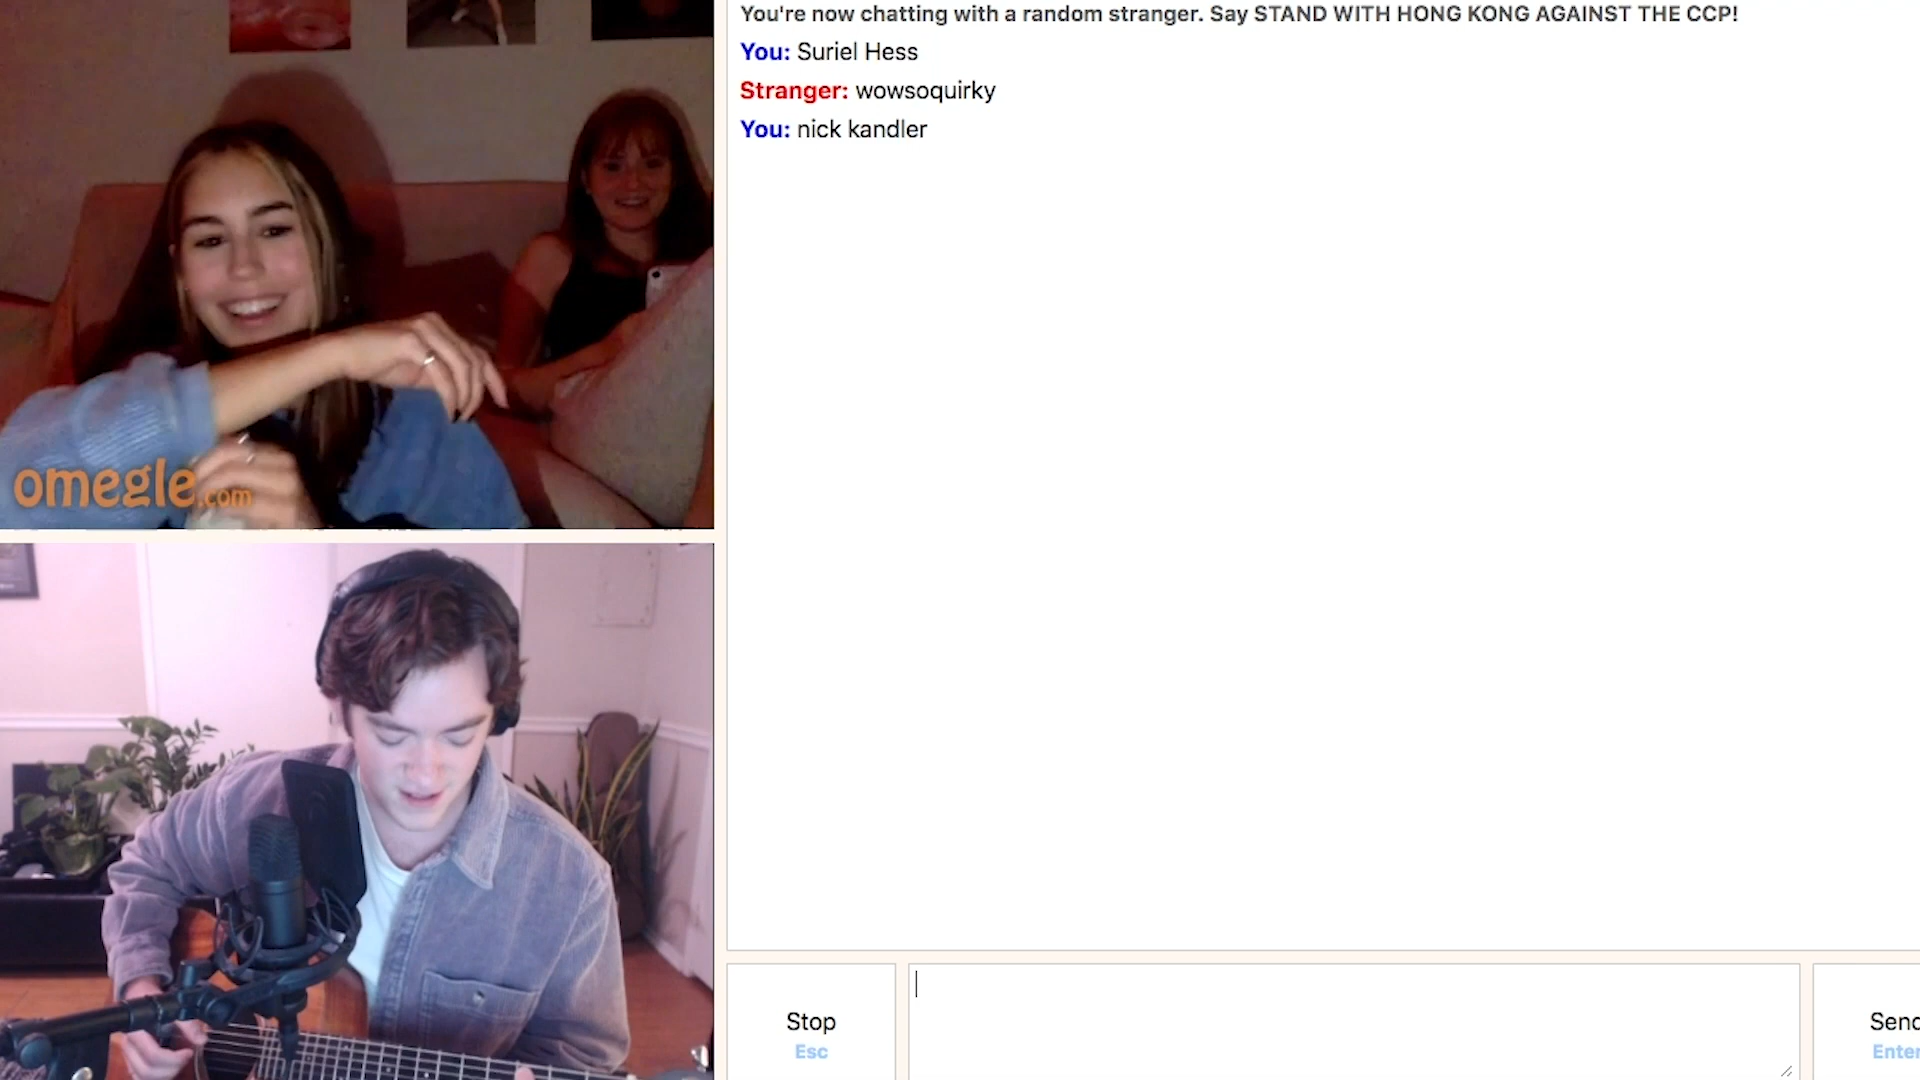 You're now chatting with a random stranger. Say STAND WITH HONG KONG AGAINST THE CCP!
You: Suriel Hess
Stranger: wowsoquirky
You: nick kandler
omegle.com
Stop
Esc
Send
Enter